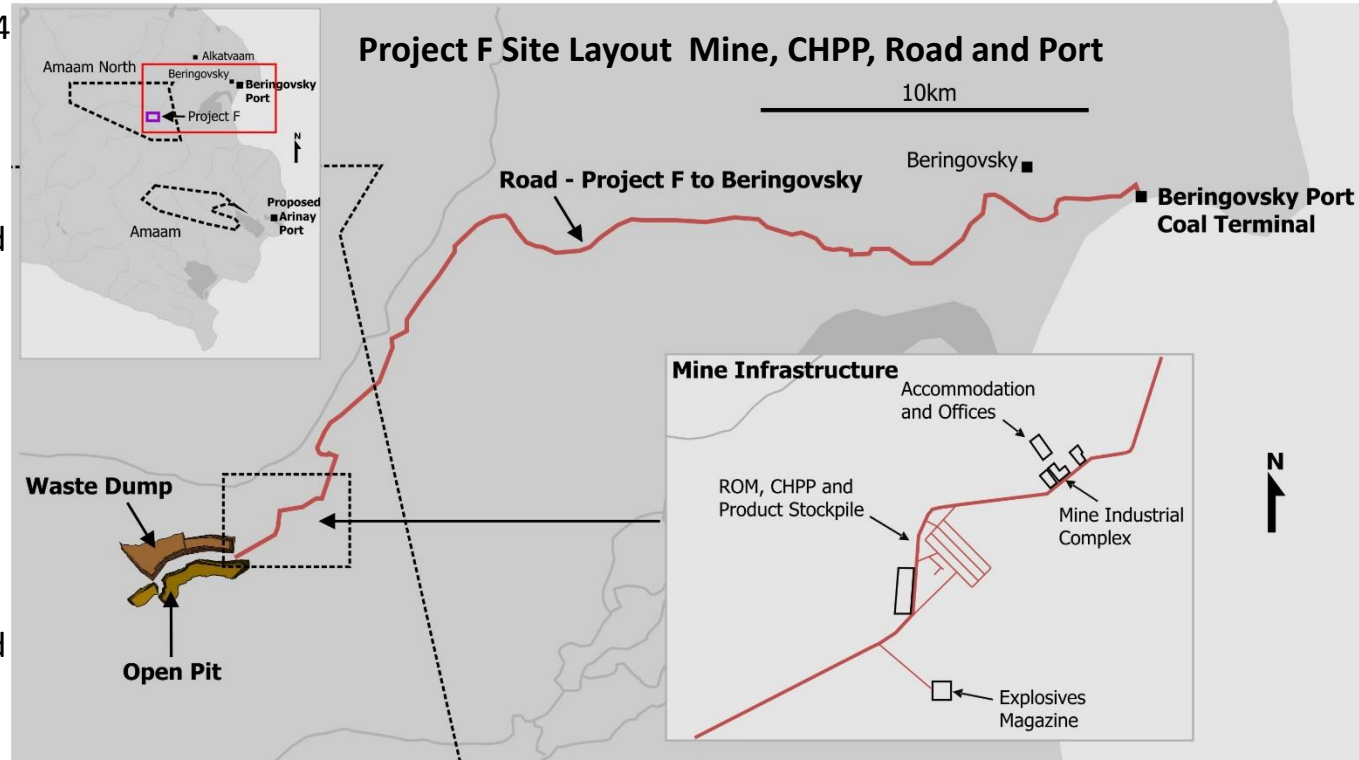 4
Project F Site Layout  Mine, CHPP, Road and Port
Alkatvaam
Amaam North
Beringovsky
Beringovsky
Port
Project F
N
Proposed
Arinay
Port
Amaam
10km
Beringovsky
Road - Project F to Beringovsky
Beringovsky Port
Coal Terminal
d
Mine Infrastructure
Accommodation
and Offices
ROM, CHPP and
Product Stockpile
Mine Industrial
Complex
Explosives
Magazine
N
Waste Dump
d
Open Pit